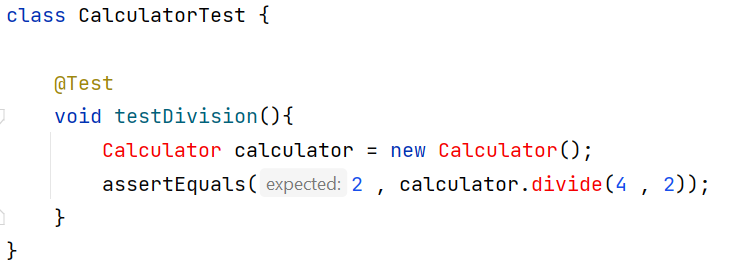 class CalculatorTest {
@Test
void testDivision(){
Calculator calculator = new Calculator();
assertEquals( expected: 2 , calculator.divide(4 , 2));
}
}